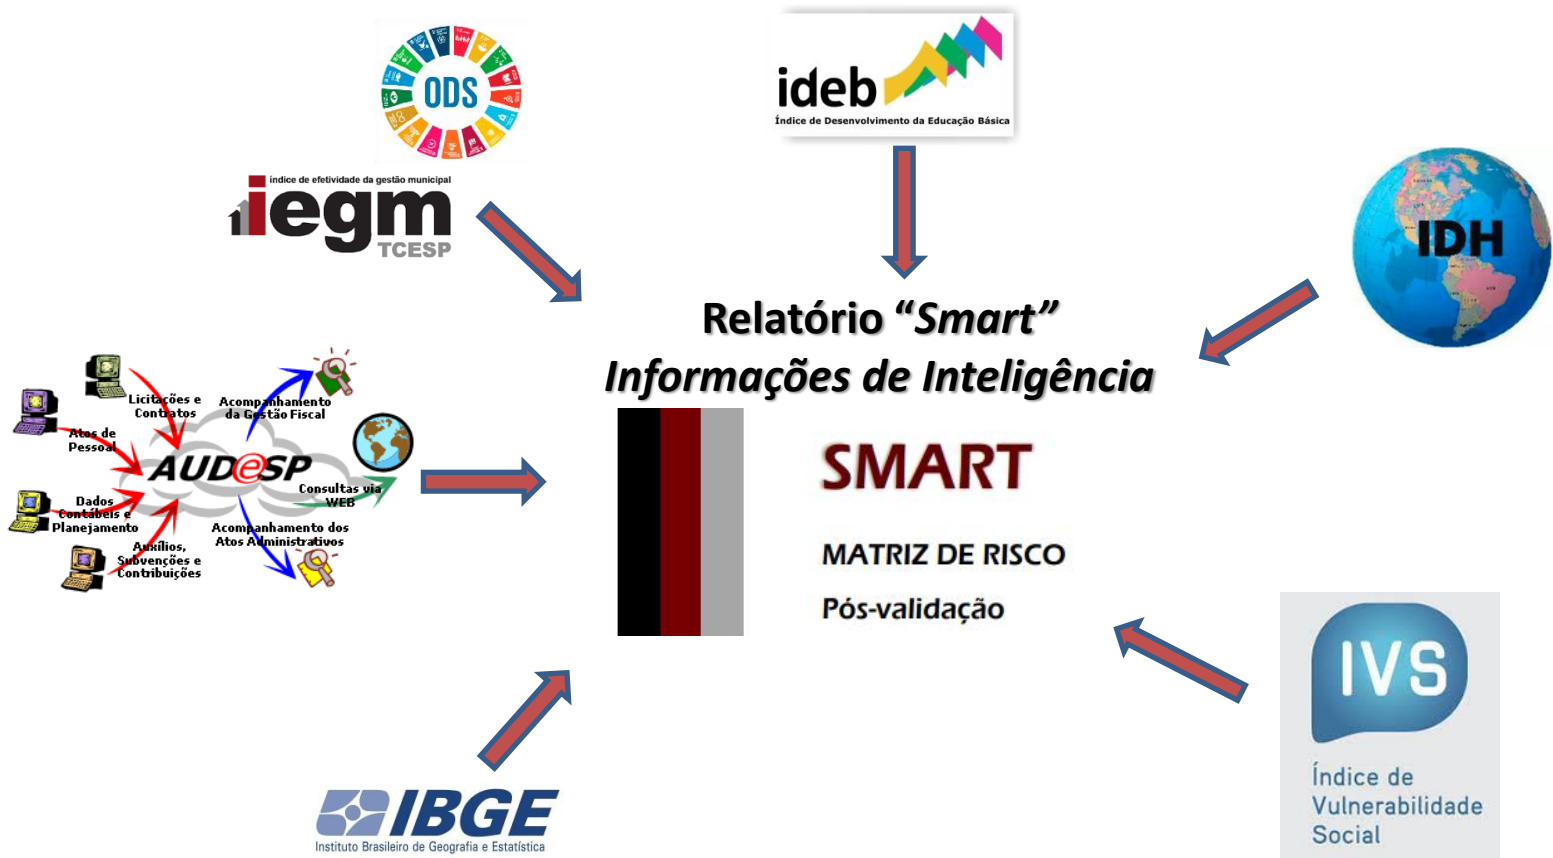 ODS
ideb
Índice de Desenvolvimento da Educação Básica
índice de efetividade da gestão municipal
iegm
TCESP
IDH
Relatório “Smart”
Informações de Inteligência
Licitações e
Contratos
Acompanhamento
da Gestão Fiscal
Atos de
Pessoal
AUDeSP
Consultas via
WEB
Dados
Contábeis e
Planejamento
Acompanhamento dos
Atos Administrativos
Auxílios,
Subvenções e
Contribuições
SMART
MATRIZ DE RISCO
Pós-validação
IVS
Índice de
Vulnerabilidade
Social
IBGE
Instituto Brasileiro de Geografia e Estatística